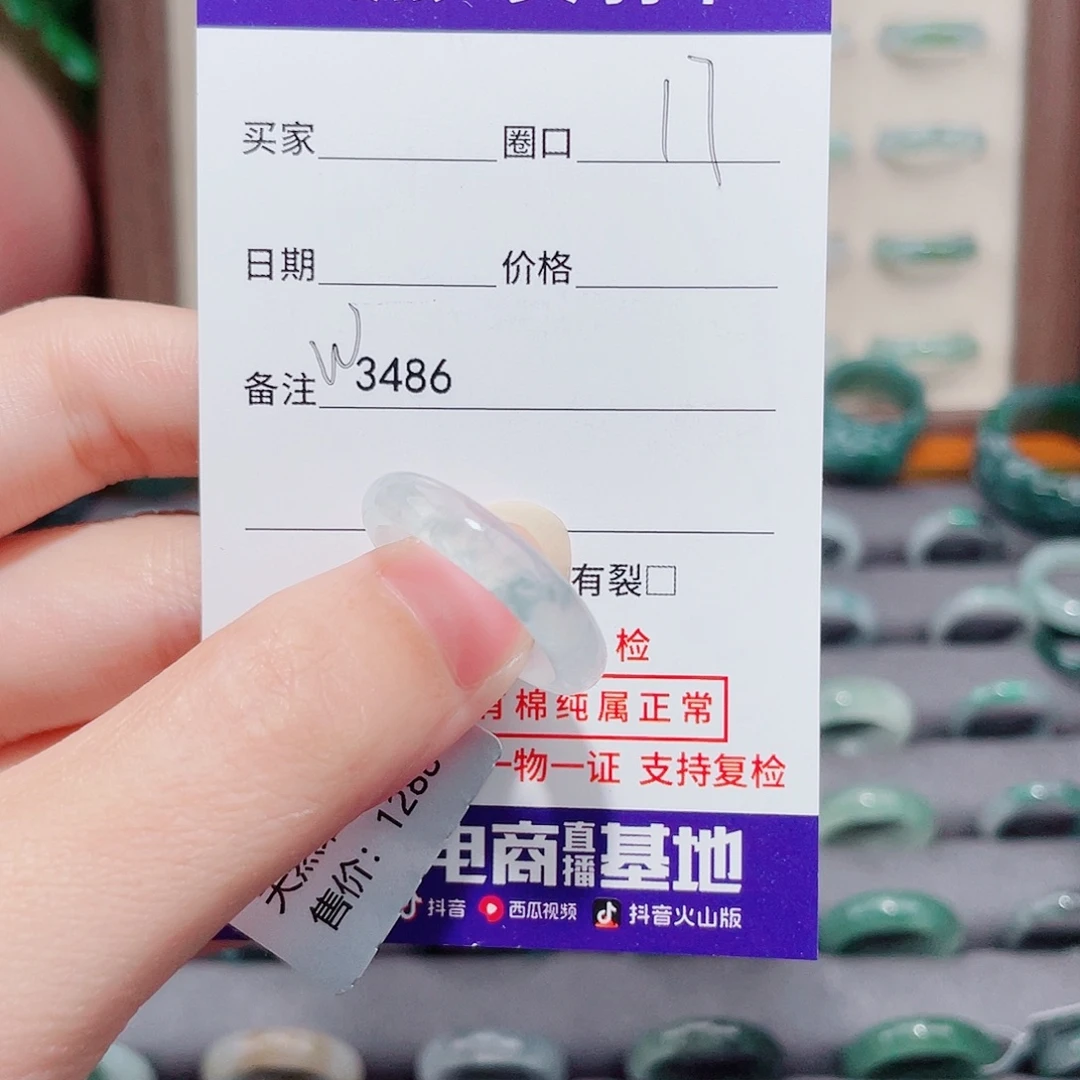 买家 圈口 17
日期 价格
备注 W3486
有裂□
检
棉纯属正常
一物一证 支持复检
售价：
电商直播基地
抖音 西瓜视频 抖音火山版